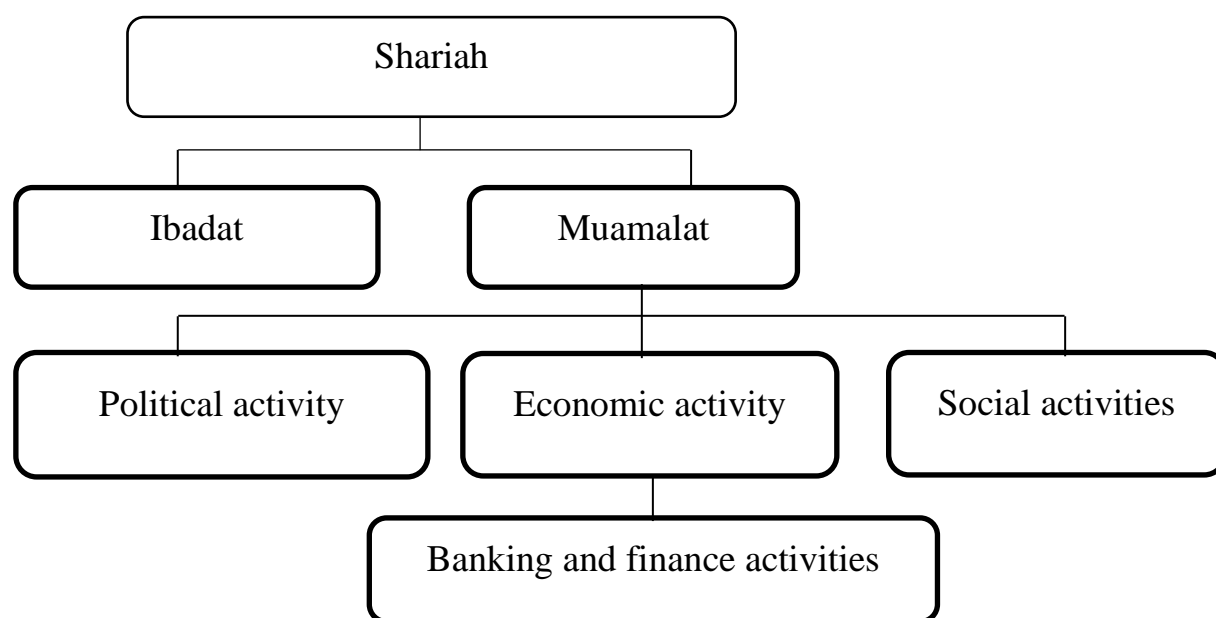 Shariah
Ibadat
Muamalat
Political activity
Economic activity
Social activities
Banking and finance activities